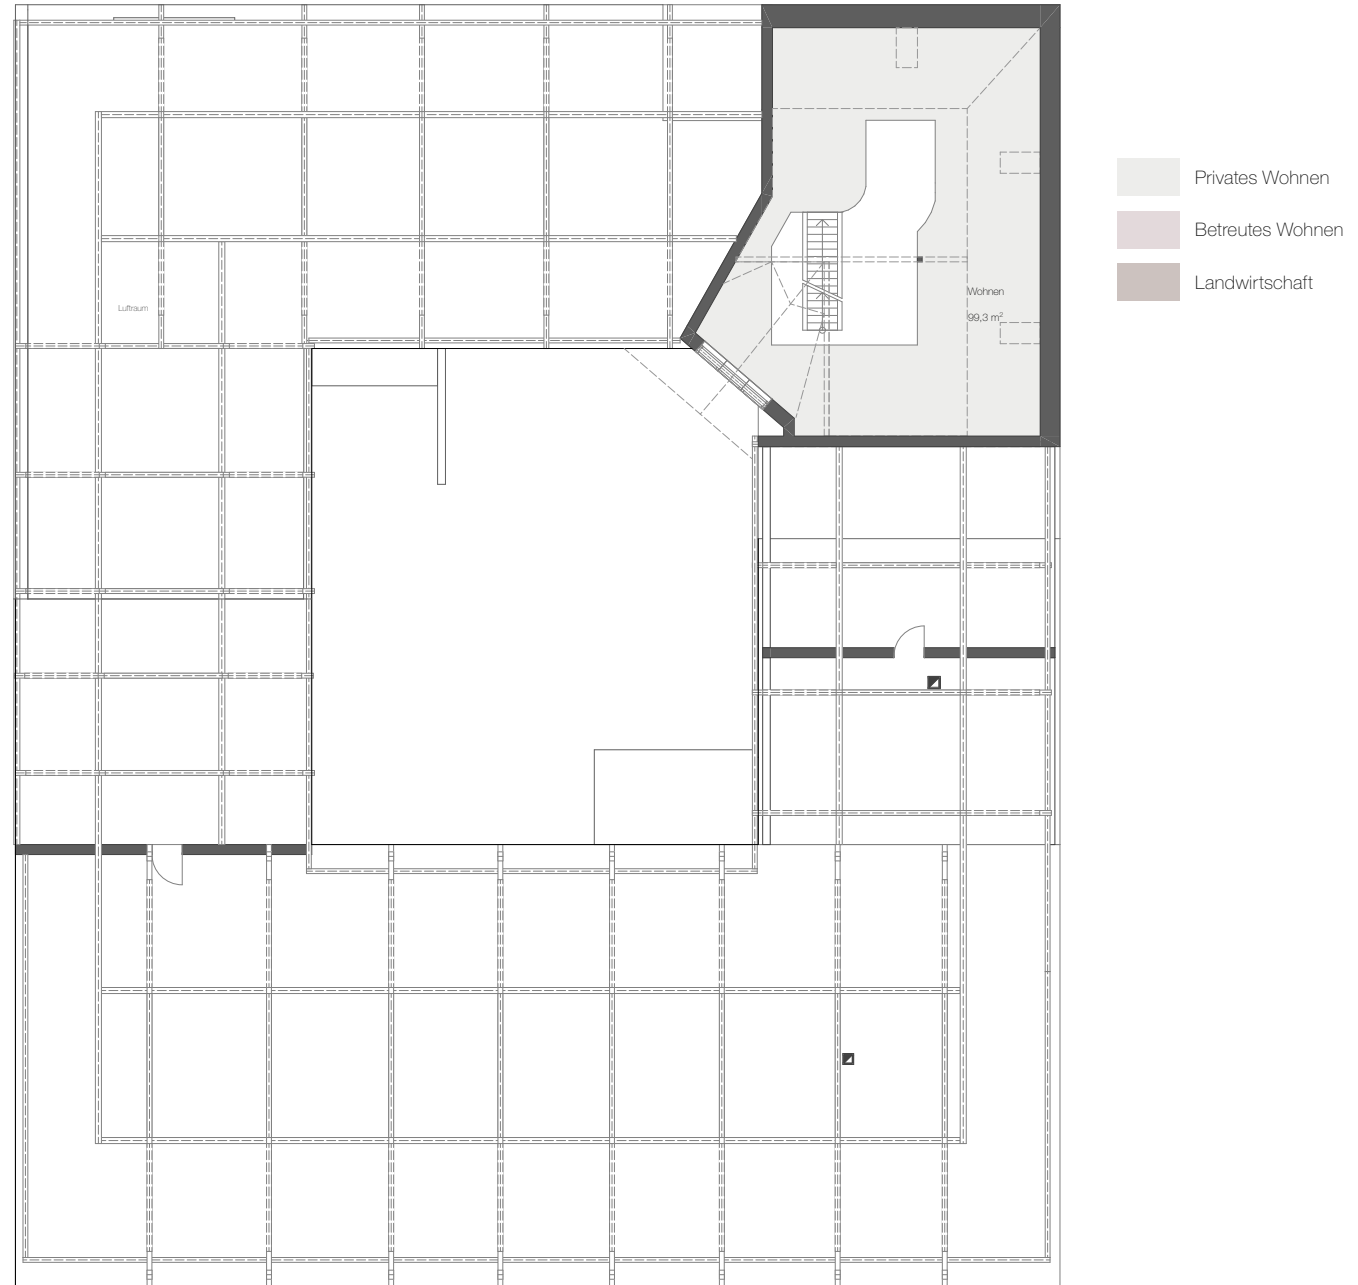 Privates Wohnen
Betreutes Wohnen
Landwirtschaft
Wohnen
99,3 m²
Luftraum